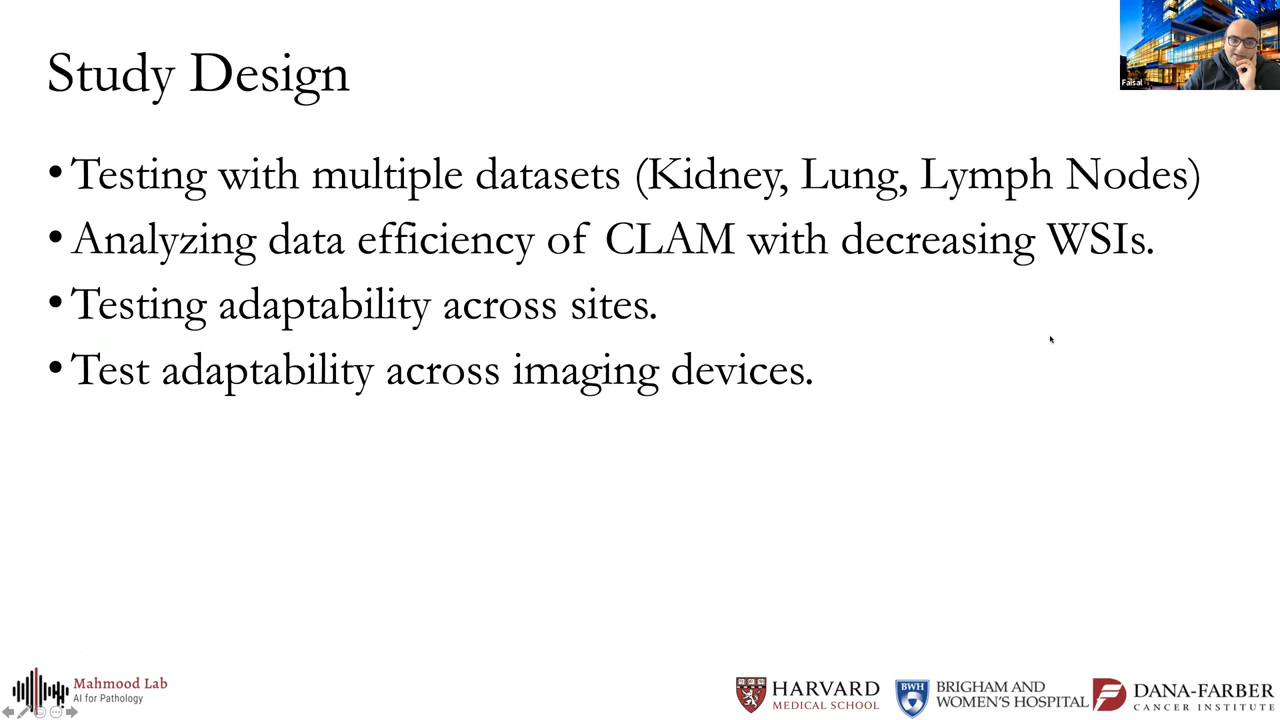 Study Design
Faisal
• Testing with multiple datasets (Kidney, Lung, Lymph Nodes)
• Analyzing data efficiency of CLAM with decreasing WSIs.
• Testing adaptability across sites.
• Test adaptability across imaging devices.
Mahmood Lab
AI for Pathology
HARVARD
MEDICAL SCHOOL
BWH
BRIGHAM AND
WOMEN'S HOSPITAL
DANA-FARBER
CANCER INSTITUTE